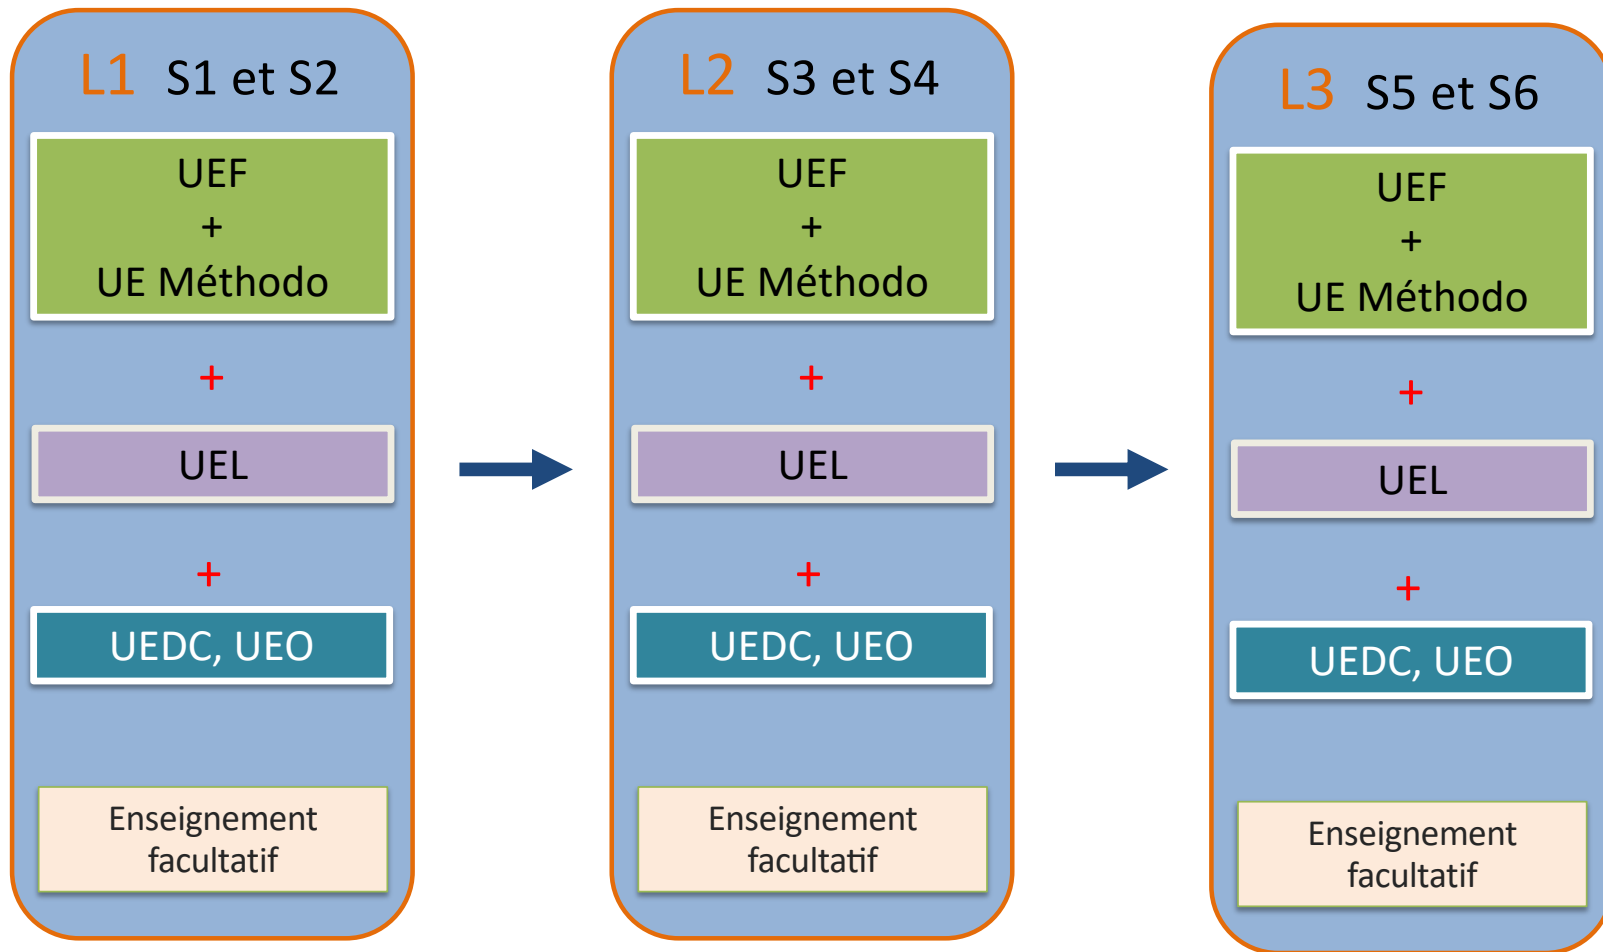 L1 S1 et S2
UEF
+
UE Méthodo
+
UEL
+
UEDC, UEO
Enseignement
facultatif
L2 S3 et S4
UEF
+
UE Méthodo
+
UEL
+
UEDC, UEO
Enseignement
facultatif
L3 S5 et S6
UEF
+
UE Méthodo
+
UEL
+
UEDC, UEO
Enseignement
facultatif